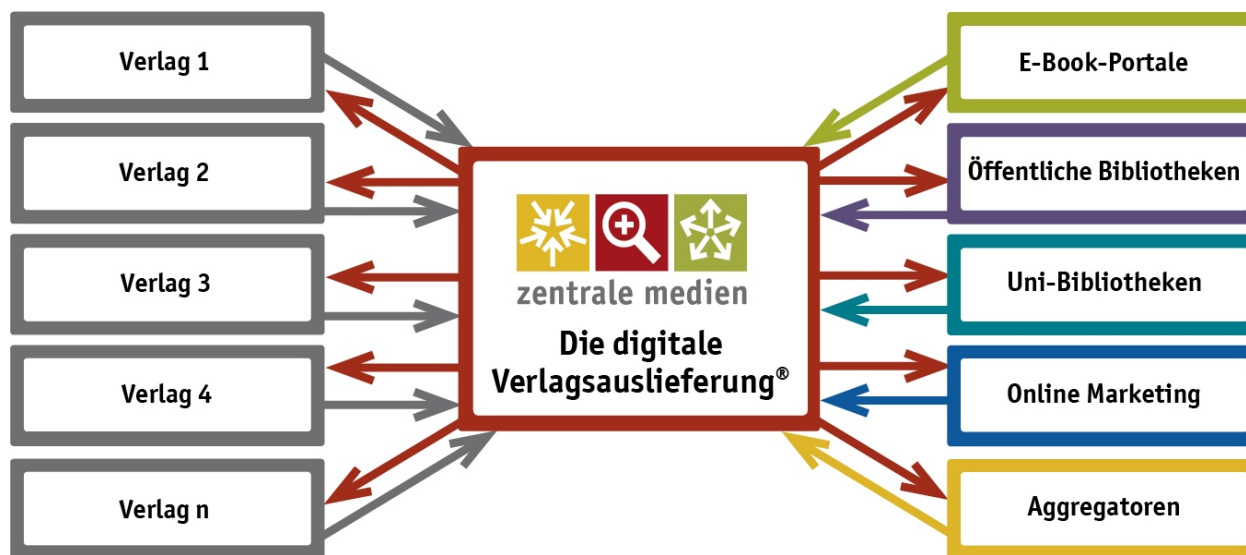 Verlag 1
Verlag 2
Verlag 3
Verlag 4
Verlag n
zentrale medien
Die digitale
Verlagsauslieferung®
E-Book-Portale
Öffentliche Bibliotheken
Uni-Bibliotheken
Online Marketing
Aggregatoren